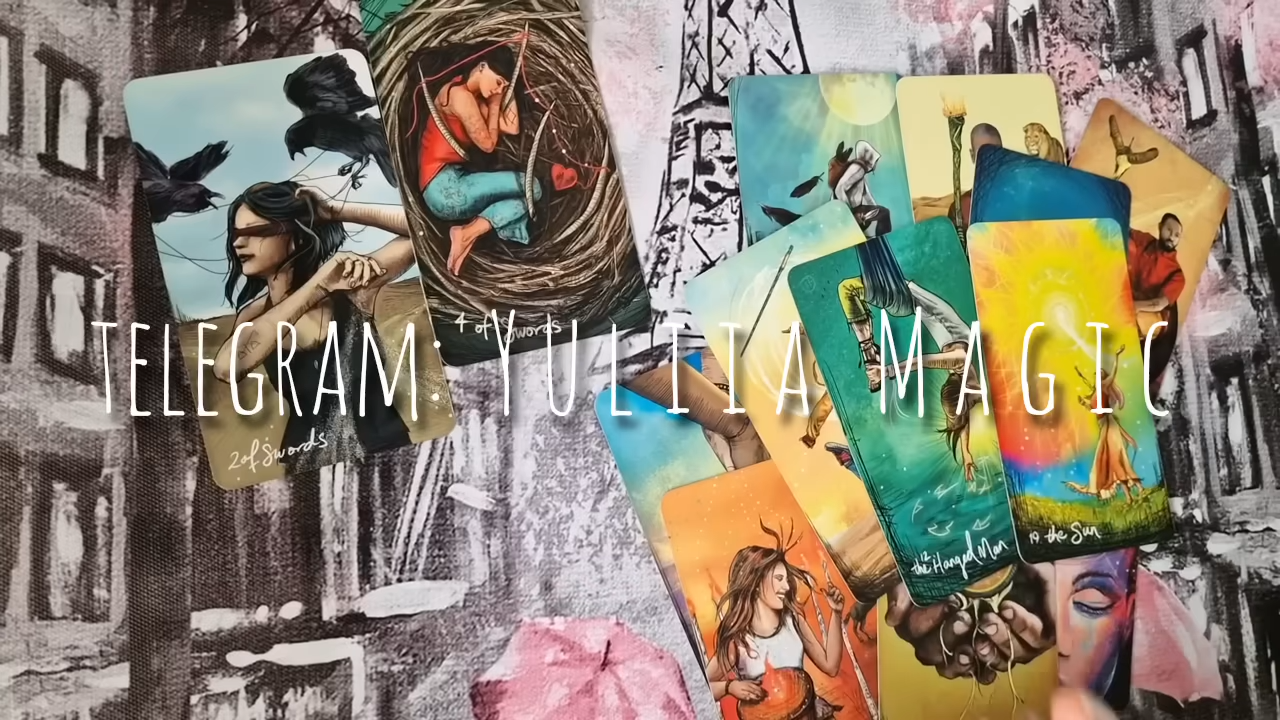 4 of Swords
TELEGRAM: YULIIA MAGIC
2 of Swords
19 the Sun
12
the Hanged Man